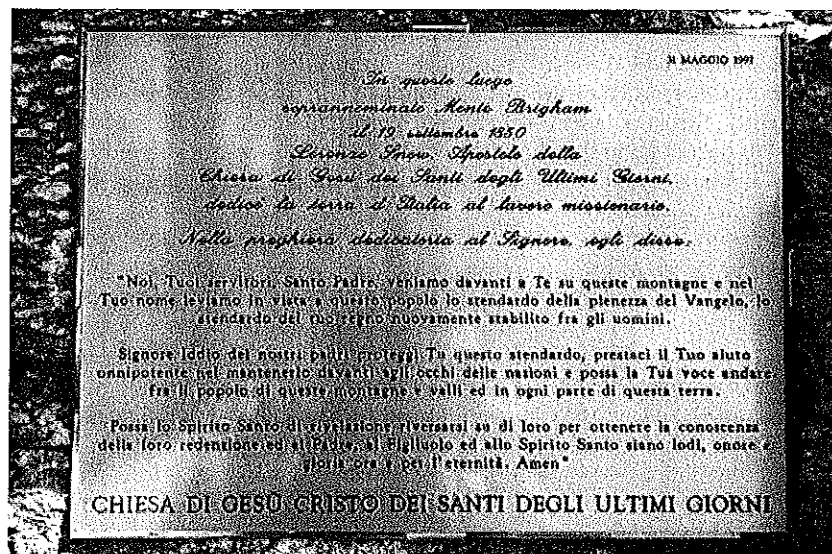 31 MAGGIO 1997
In questo luogo
soprannominato Monte Brigham
il 19 settembre 1850
Lorenzo Snow, Apostolo della
Chiesa di Gesù dei Santi degli Ultimi Giorni,
dedicò la terra d'Italia al lavoro missionario.
Nella preghiera dedicatoria al Signore, egli disse:
"Noi, Tuoi servitori, Santo Padre, veniamo davanti a Te su queste montagne e nel
Tuo nome leviamo in vista a questo popolo lo stendardo della pienezza del Vangelo, lo
stendardo del tuo regno nuovamente stabilito fra gli uomini.
Signore Iddio dei nostri padri proteggi Tu questo stendardo, prestaci il Tuo aiuto
onnipotente nel mantenerlo davanti agli occhi delle nazioni e possa la Tua voce andare
fra il popolo di queste montagne e valli ed in ogni parte di questa terra.
Possa lo Spirito Santo di rivelazione riversarsi su di loro per ottenere la conoscenza
della loro redenzione ed al Padre, al Figliuolo ed allo Spirito Santo siano lodi, onore e
gloria ora e per l'eternità. Amen"
CHIESA DI GESÙ CRISTO DEI SANTI DEGLI ULTIMI GIORNI